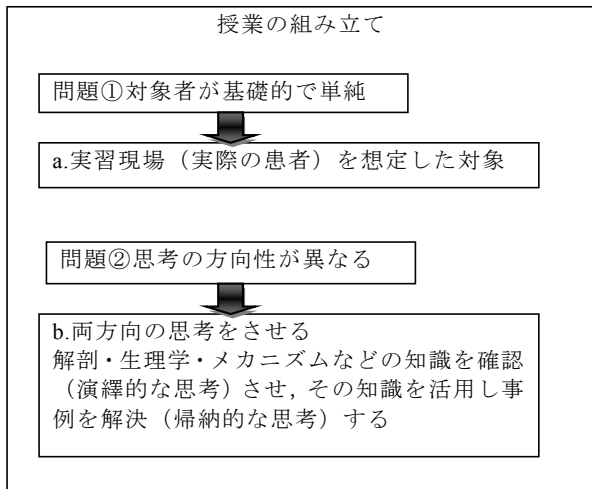 授業の組み立て
問題①対象者が基礎的で単純
a.実習現場（実際の患者）を想定した対象
問題②思考の方向性が異なる
b.両方向の思考をさせる
解剖・生理学・メカニズムなどの知識を確認
（演繹的な思考）させ，その知識を活用し事
例を解決（帰納的な思考）する